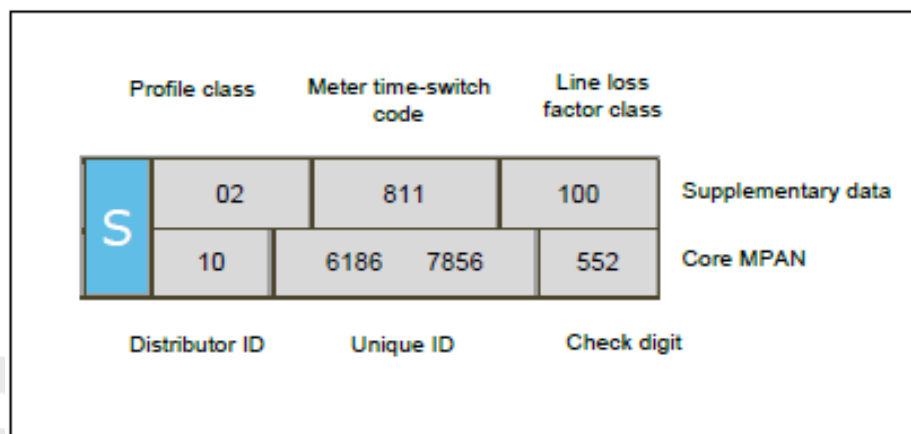 Profile class Meter time-switch code Line loss factor class
S 02 811 100 Supplementary data
10 6186 7856 552 Core MPAN
Distributor ID Unique ID Check digit